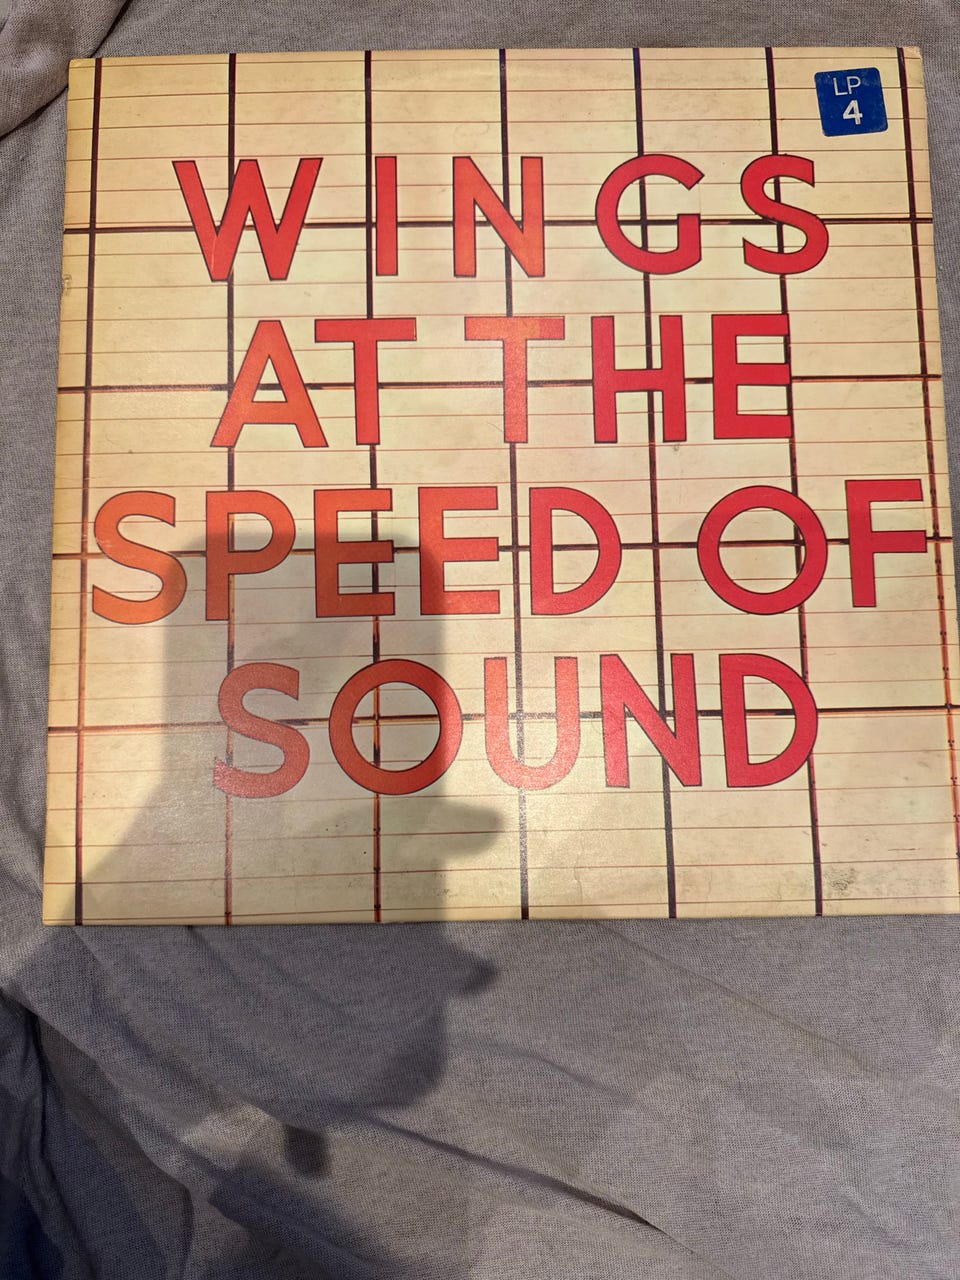 LP
4
WINGS
AT THE
SPEED OF
SOUND